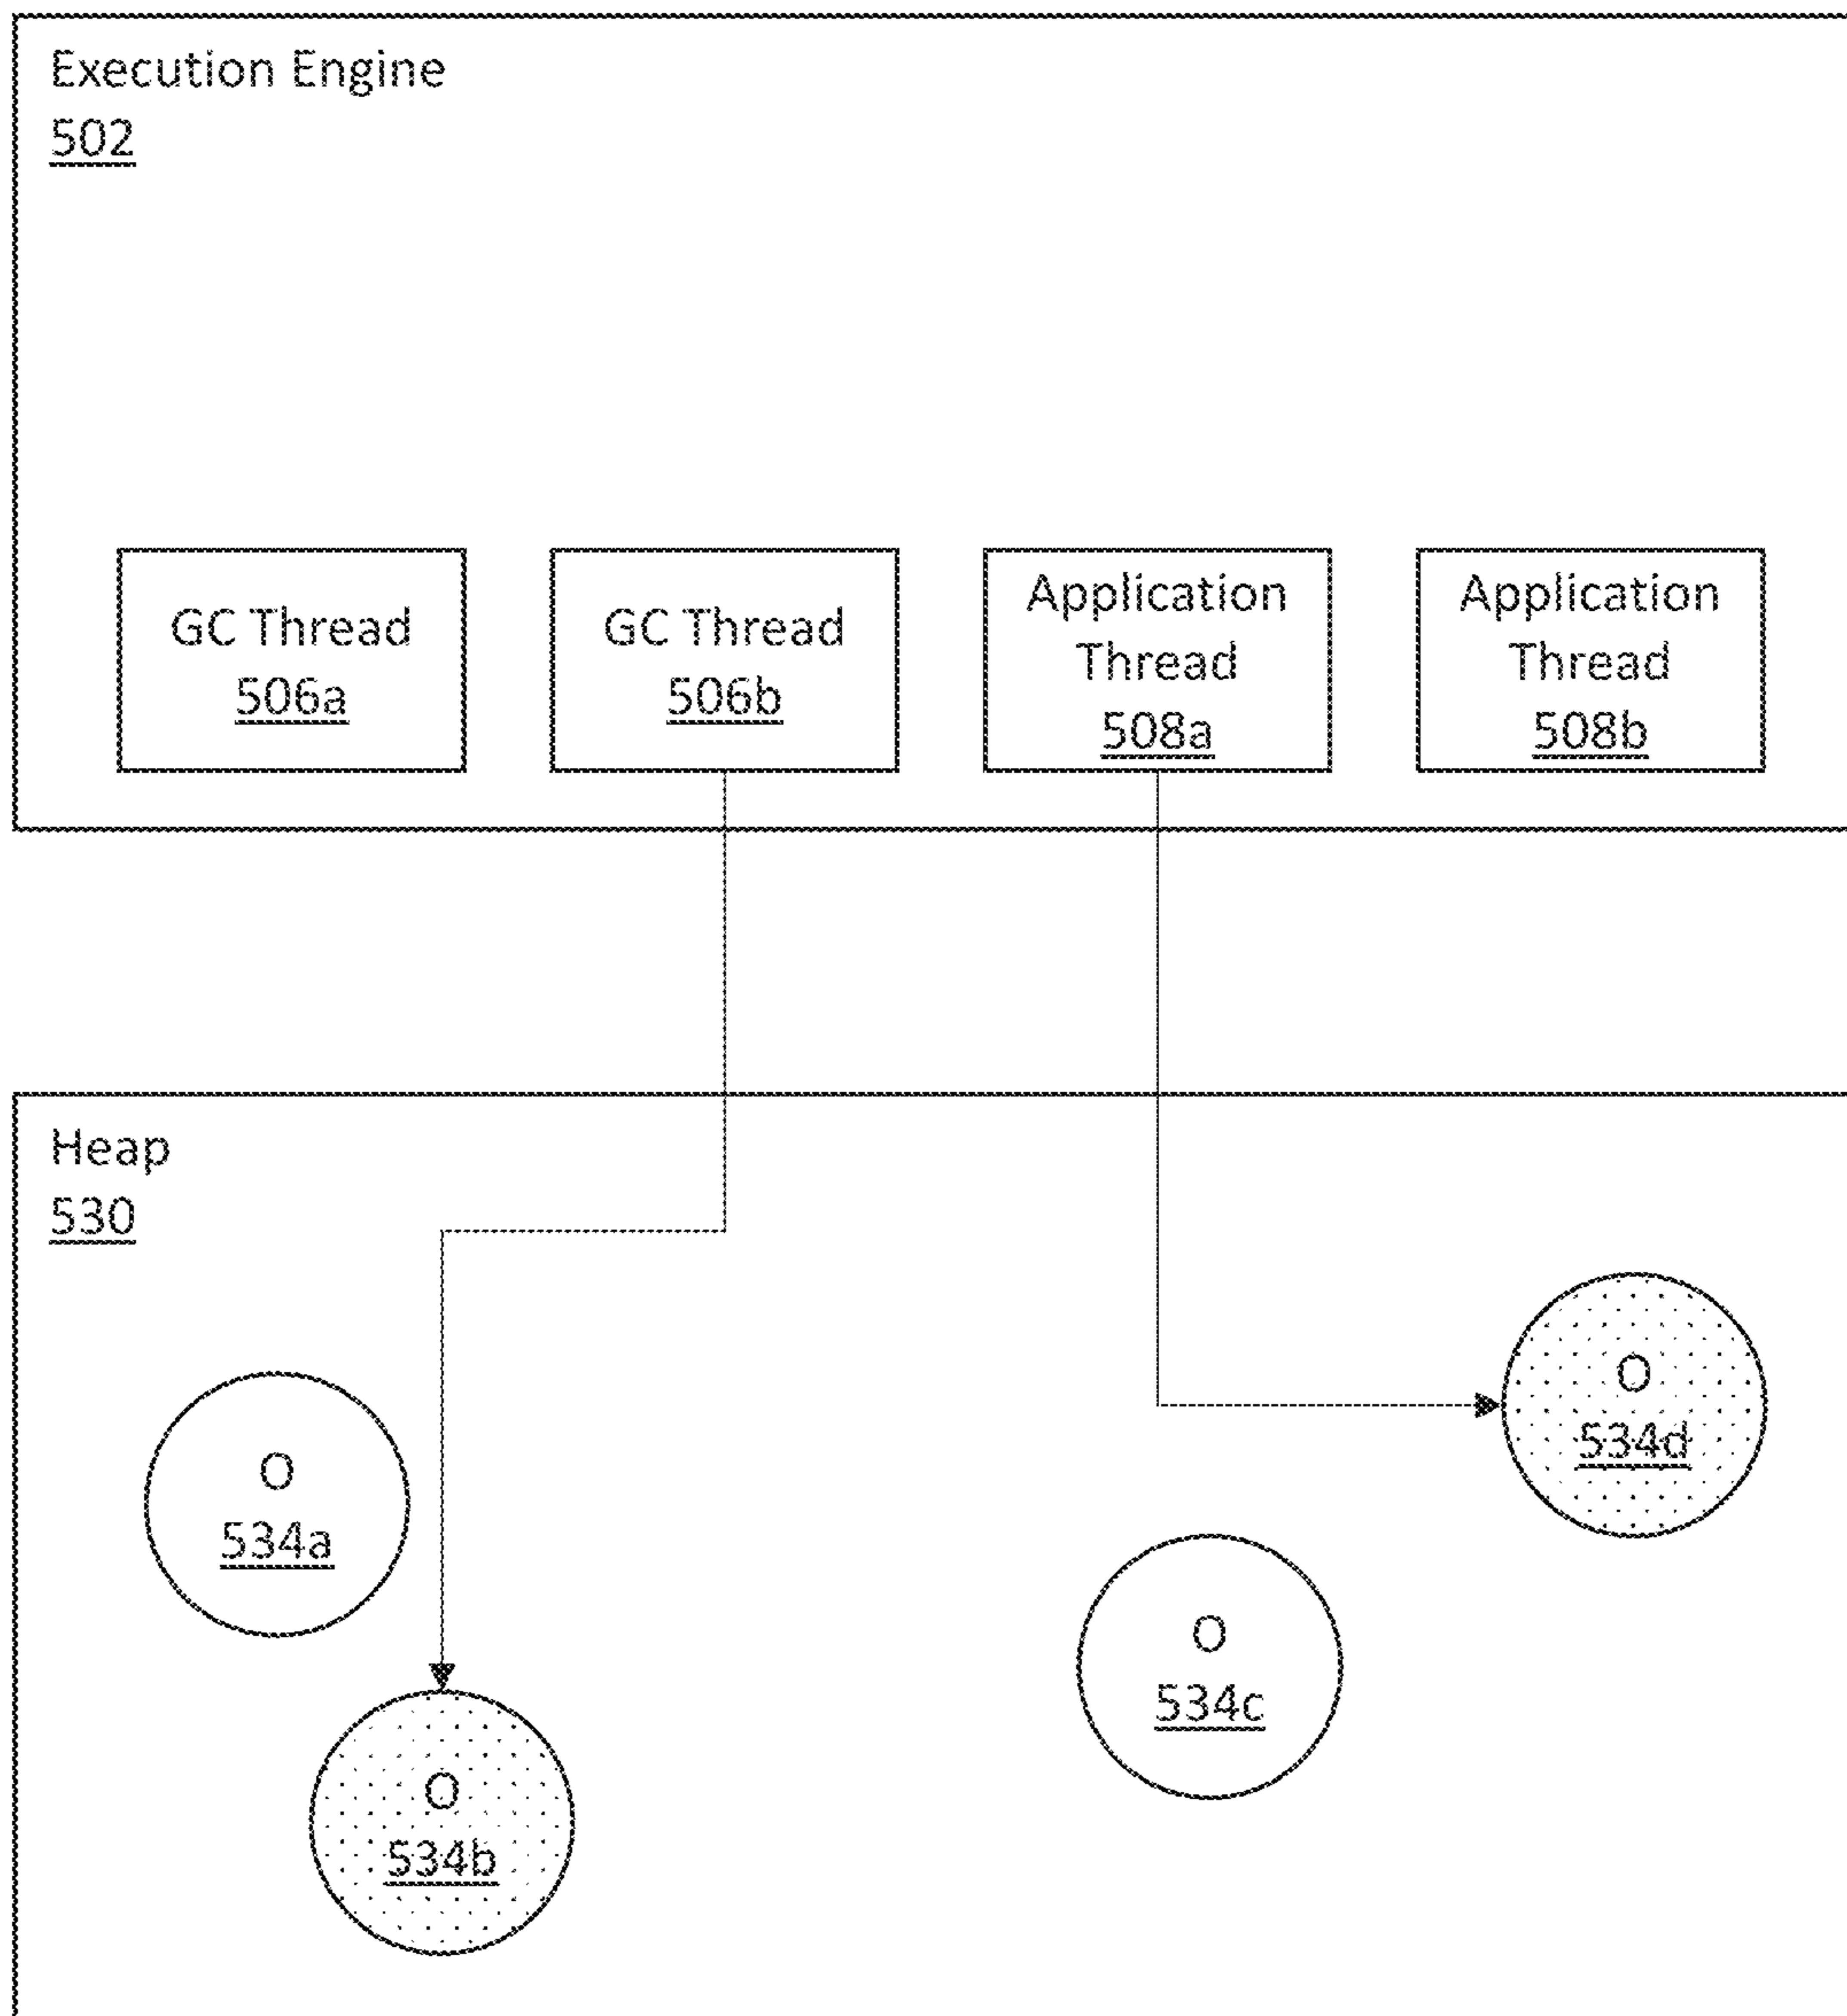 Execution Engine
502
GC Thread
506a
GC Thread
506b
Application
Thread
508a
Application
Thread
508b
Heap
530
O
534a
O
534b
O
534c
O
534d